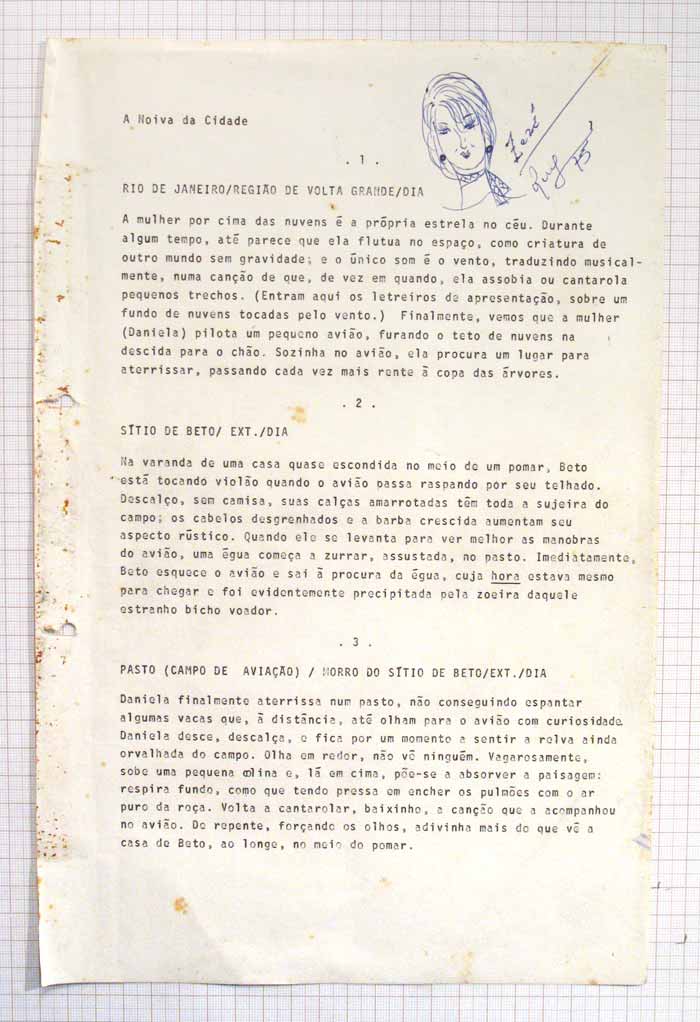 A Noiva da Cidade
1
. 1 .
RIO DE JANEIRO/REGIÃO DE VOLTA GRANDE/DIA
A mulher por cima das nuvens é a própria estrela no céu. Durante
algum tempo, até parece que ela flutua no espaço, como criatura de
outro mundo sem gravidade; e o único som é o vento, traduzindo musical-
mente, numa canção de que, de vez em quando, ela assobia ou cantarola
pequenos trechos. (Entram aqui os letreiros de apresentação, sobre um
fundo de nuvens tocadas pelo vento.) Finalmente, vemos que a mulher
(Daniela) pilota um pequeno avião, furando o teto de nuvens na
descida para o chão. Sozinha no avião, ela procura um lugar para
aterrissar, passando cada vez mais rente à copa das árvores.
. 2 .
SÍTIO DE BETO/ EXT./DIA
Na varanda de uma casa quase escondida no meio de um pomar, Beto
está tocando violão quando o avião passa raspando por seu telhado.
Descalço, sem camisa, suas calças amarrotadas têm toda a sujeira do
campo; os cabelos desgrenhados e a barba crescida aumentam seu
aspecto rústico. Quando ele se levanta para ver melhor as manobras
do avião, uma égua começa a zurrar, assustada, no pasto. Imediatamente,
Beto esquece o avião e sai à procura da égua, cuja hora estava mesmo
para chegar e foi evidentemente precipitada pela zoeira daquele
estranho bicho voador.
. 3 .
PASTO (CAMPO DE AVIAÇÃO) / MORRO DO SÍTIO DE BETO/EXT./DIA
Daniela finalmente aterrissa num pasto, não conseguindo espantar
algumas vacas que, à distância, até olham para o avião com curiosidade.
Daniela desce, descalça, e fica por um momento a sentir a relva ainda
orvalhada do campo. Olha em redor, não vê ninguém. Vagarosamente,
sobe uma pequena colina e, lá em cima, põe-se a absorver a paisagem:
respira fundo, como que tendo pressa em encher os pulmões com o ar
puro da roça. Volta a cantarolar, baixinho, a canção que a acompanhou
no avião. De repente, forçando os olhos, adivinha mais do que vê a
casa de Beto, ao longe, no meio do pomar.